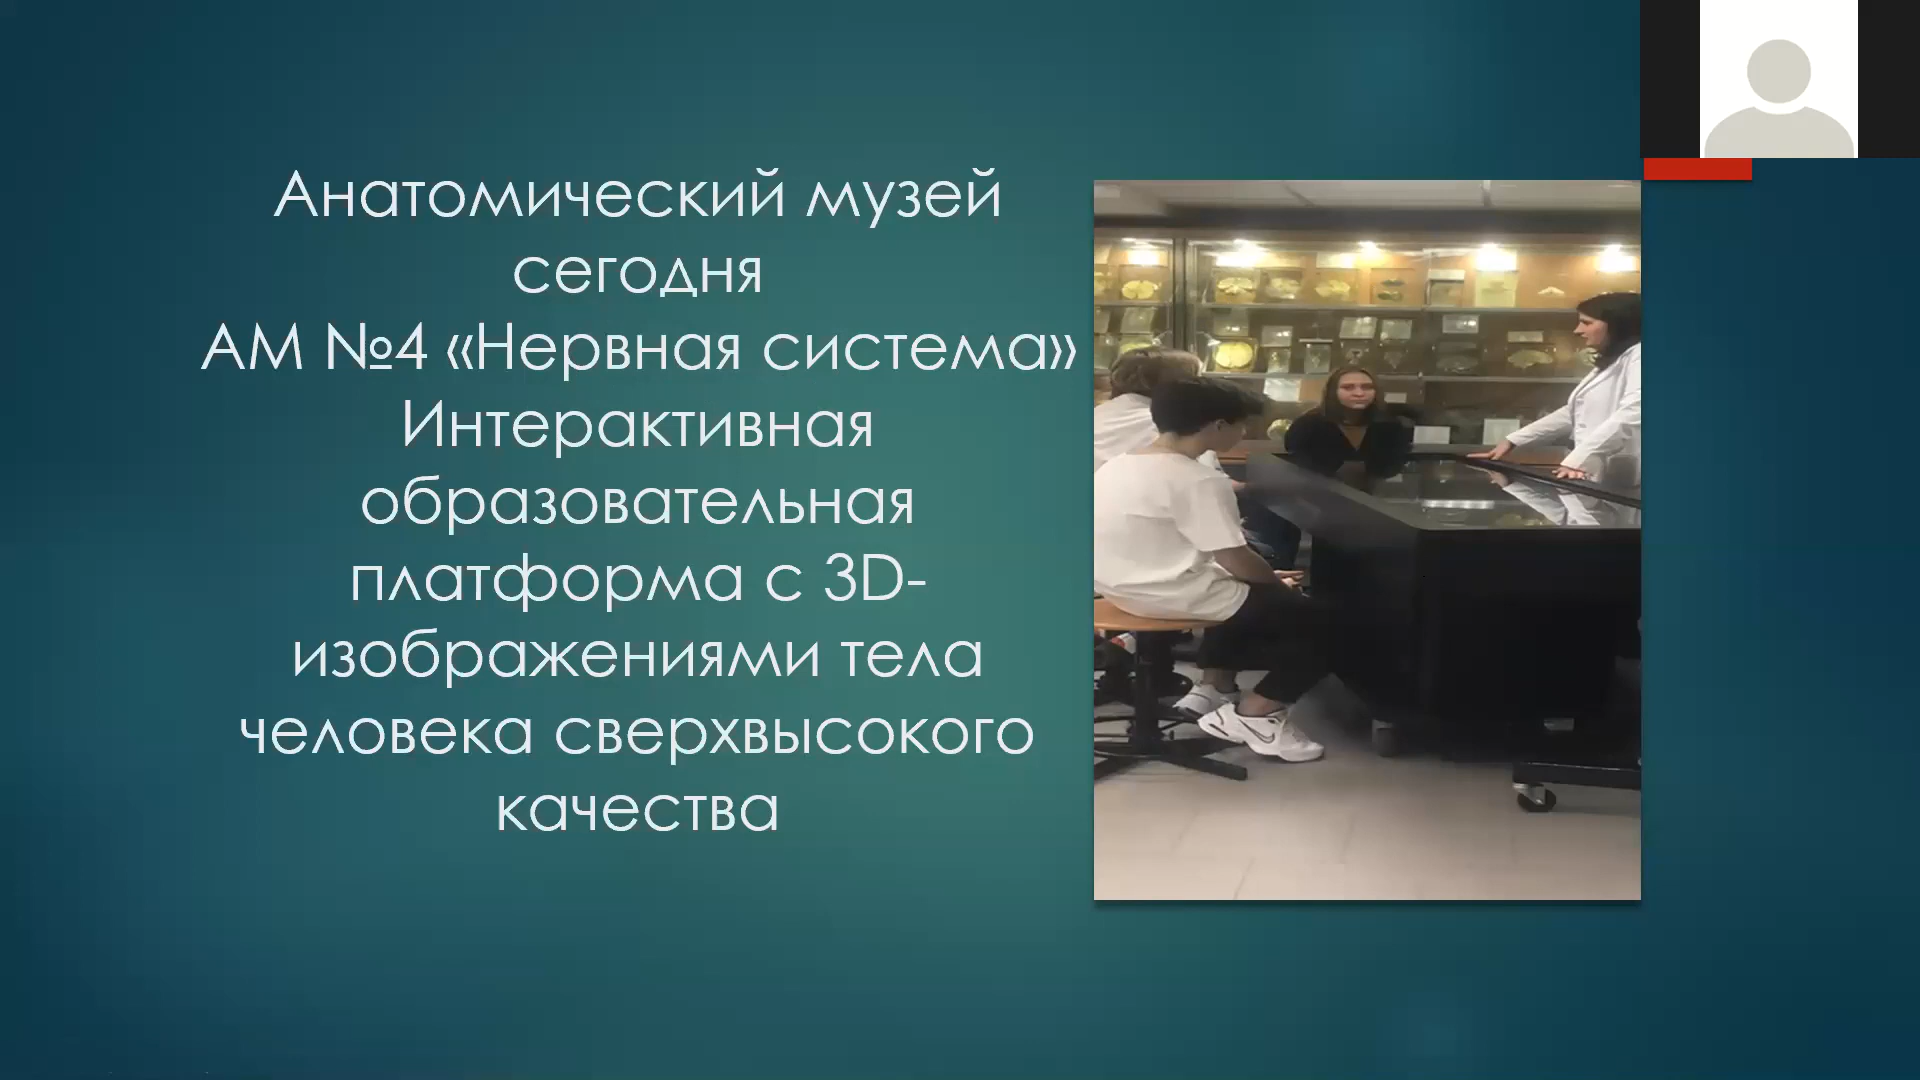 Анатомический музей
сегодня
АМ №4 «Нервная система»
Интерактивная
образовательная
платформа с 3D-
изображениями тела
человека сверхвысокого
качества